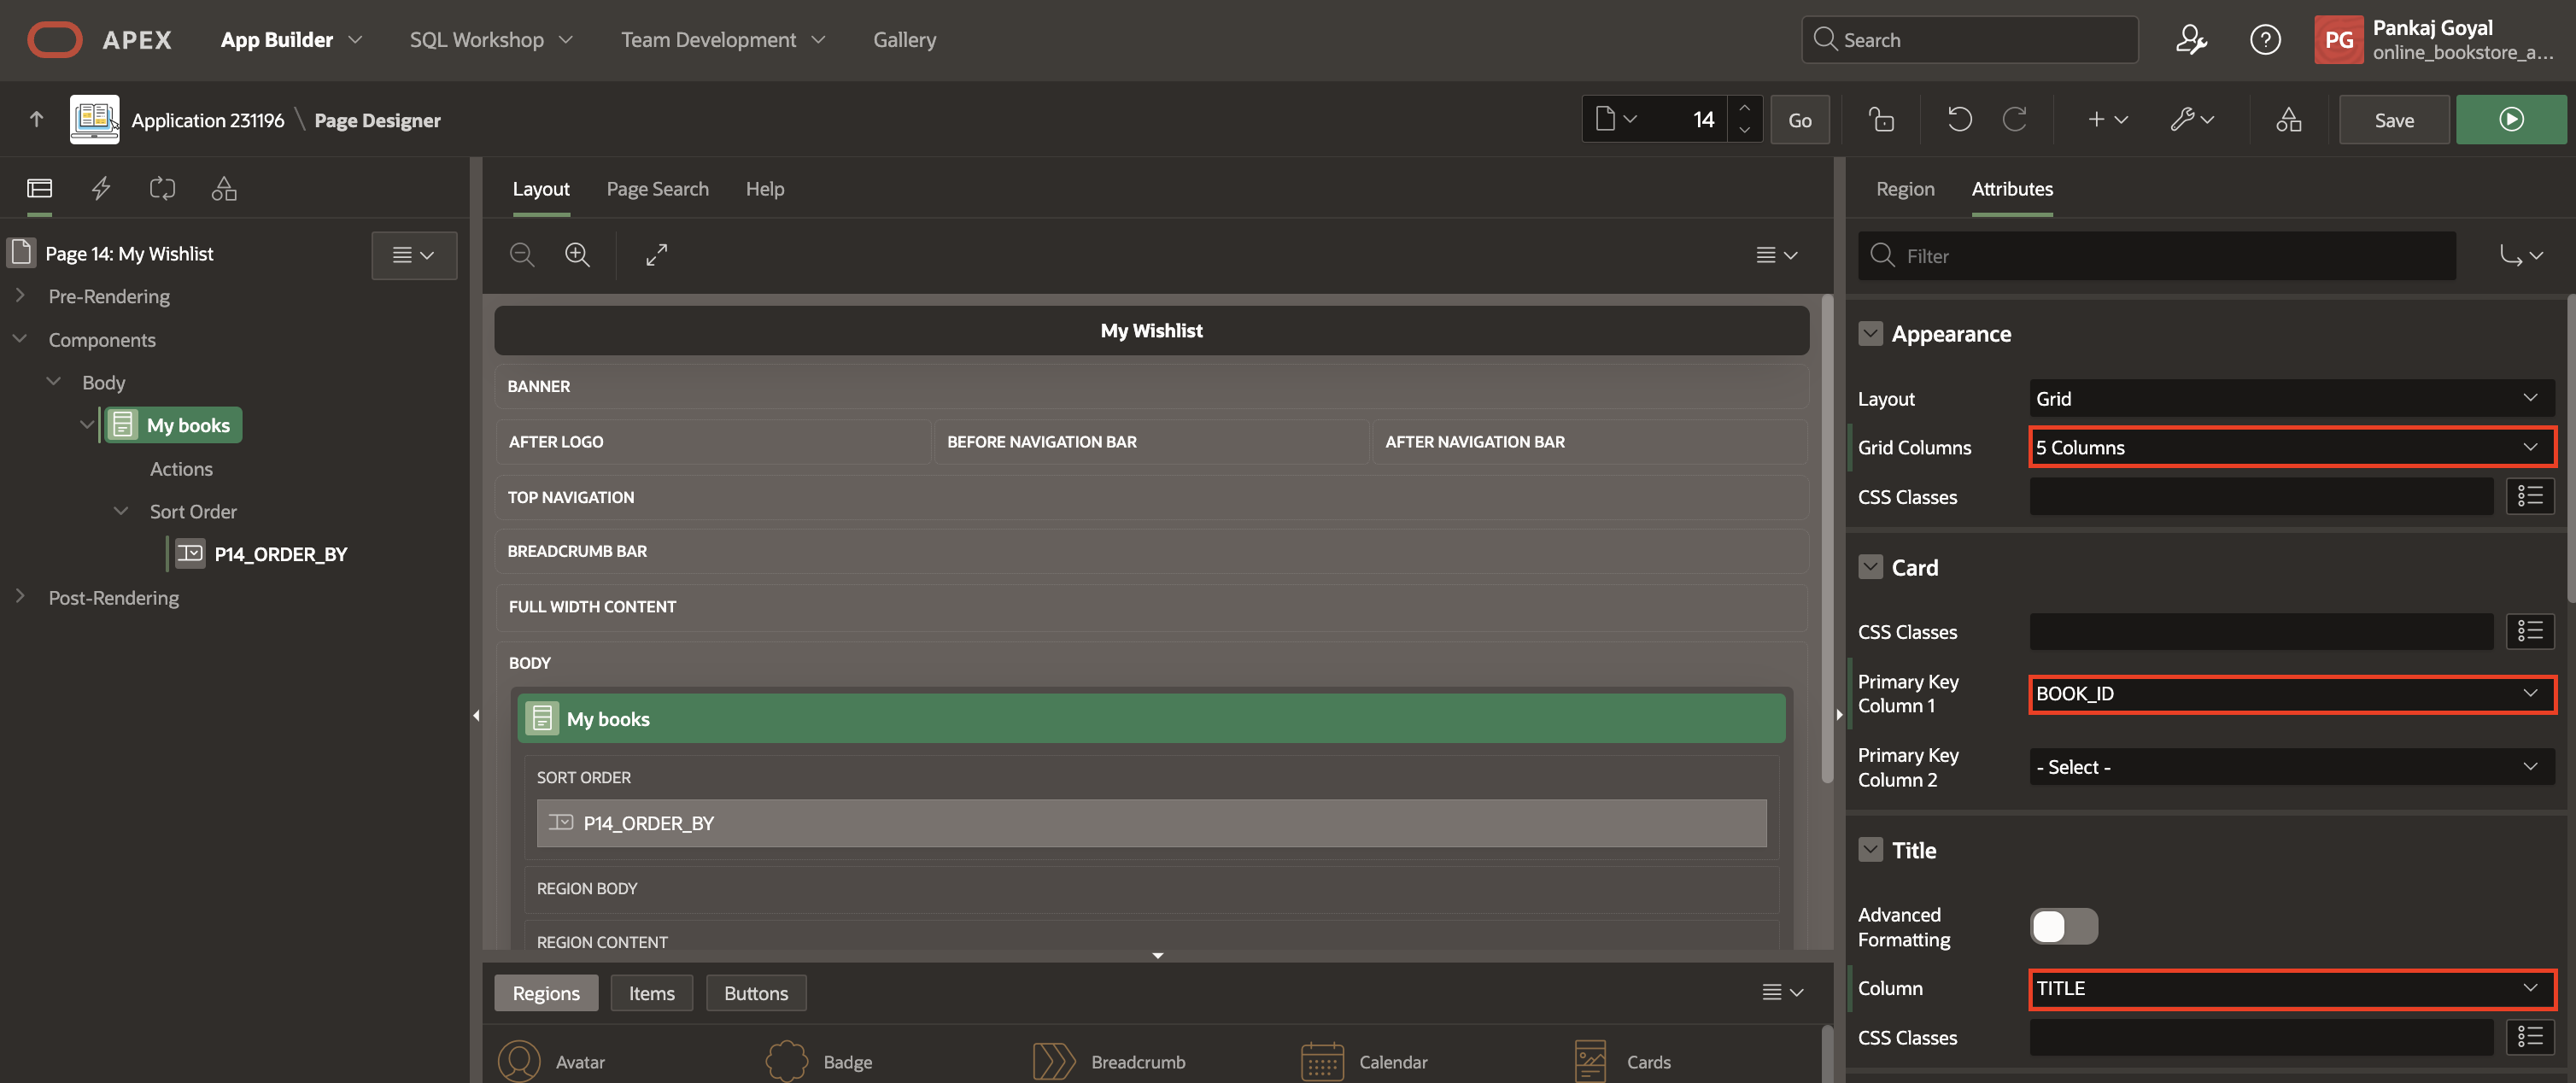 APEX App Builder SQL Workshop Team Development Gallery Search PG Pankaj Goyal
online_bookstore_a...
Application 231196 \ Page Designer 14 Go Save
Page 14: My Wishlist
Pre-Rendering
Components
Body
My books
Actions
Sort Order
P14_ORDER_BY
Post-Rendering
Layout Page Search Help
My Wishlist
BANNER
AFTER LOGO BEFORE NAVIGATION BAR AFTER NAVIGATION BAR
TOP NAVIGATION
BREADCRUMB BAR
FULL WIDTH CONTENT
BODY
My books
SORT ORDER
P14_ORDER_BY
REGION BODY
REGION CONTENT
Regions Items Buttons
Avatar Badge Breadcrumb Calendar Cards
Region Attributes
Filter
Appearance
Layout Grid
Grid Columns 5 Columns
CSS Classes
Card
CSS Classes
Primary Key
Column 1 BOOK_ID
Primary Key
Column 2 - Select -
Title
Advanced
Formatting
Column TITLE
CSS Classes